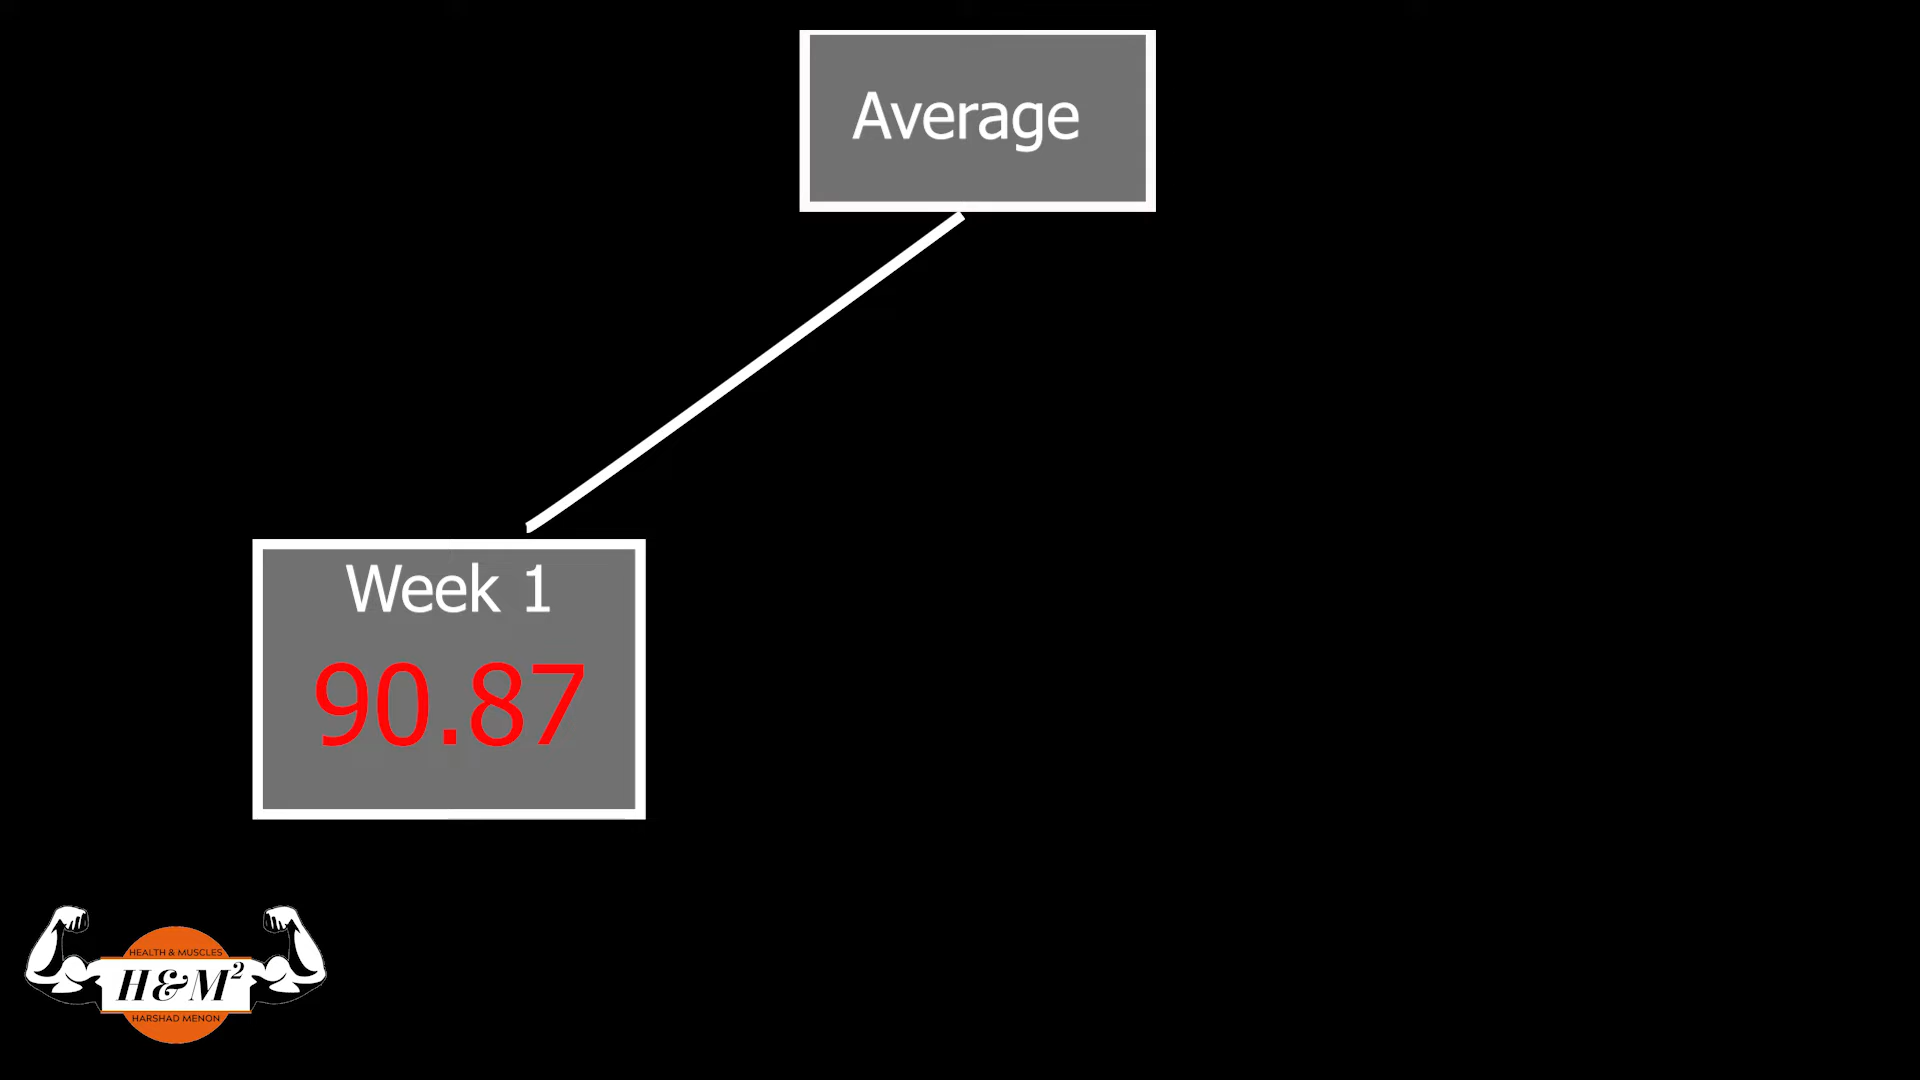 Average
Week 1
90.87
HEALTH & MUSCLES
H&M²
HARSHAD MENON